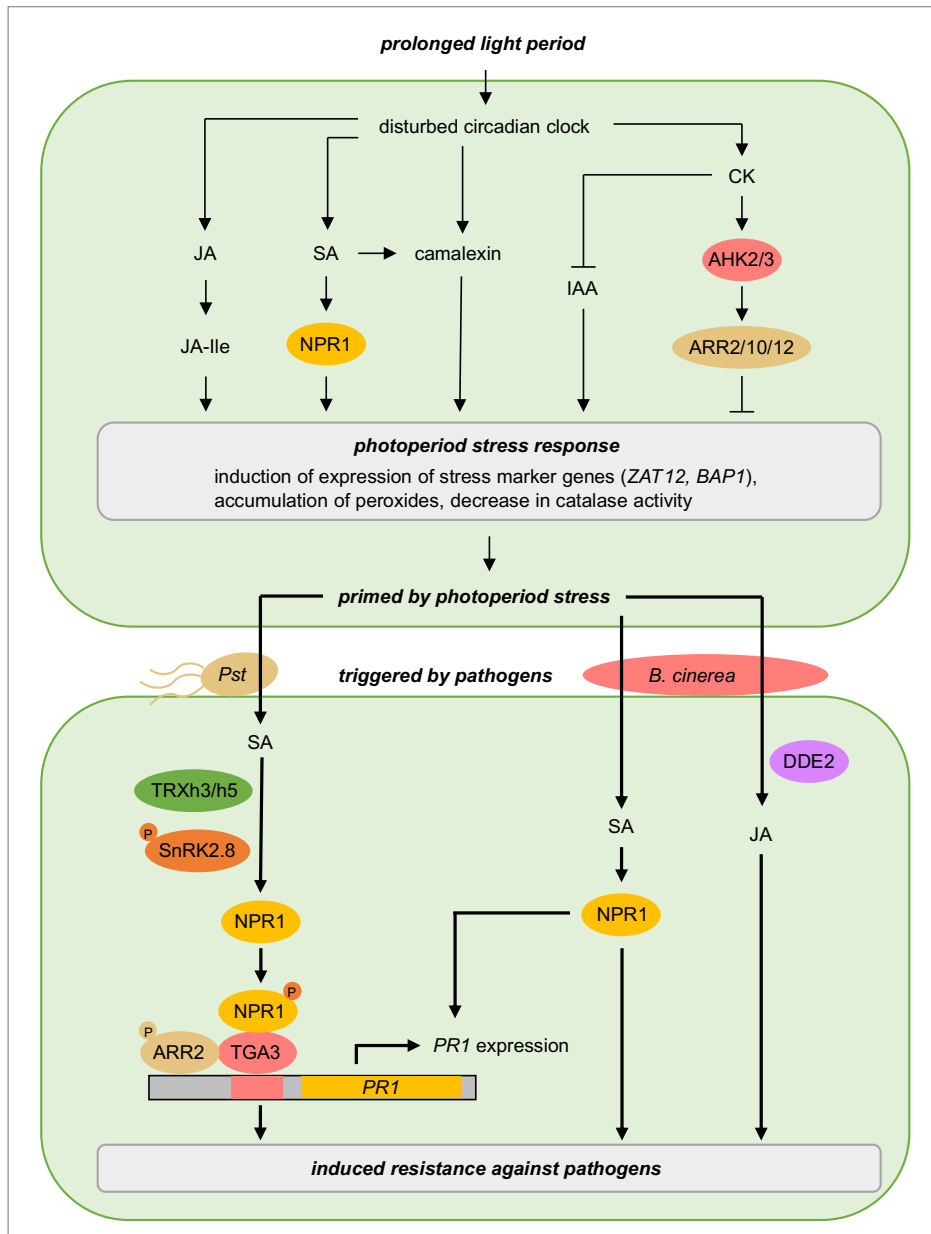 prolonged light period
disturbed circadian clock
CK
JA
SA
camalexin
AHK2/3
IAA
JA-Ile
NPR1
ARR2/10/12
photoperiod stress response
induction of expression of stress marker genes (ZAT12, BAP1),
accumulation of peroxides, decrease in catalase activity
primed by photoperiod stress
Pst
triggered by pathogens
B. cinerea
SA
DDE2
TRXh3/h5
SA
JA
P
SnRK2.8
NPR1
NPR1
P
NPR1
P
ARR2
TGA3
PR1 expression
PR1
induced resistance against pathogens